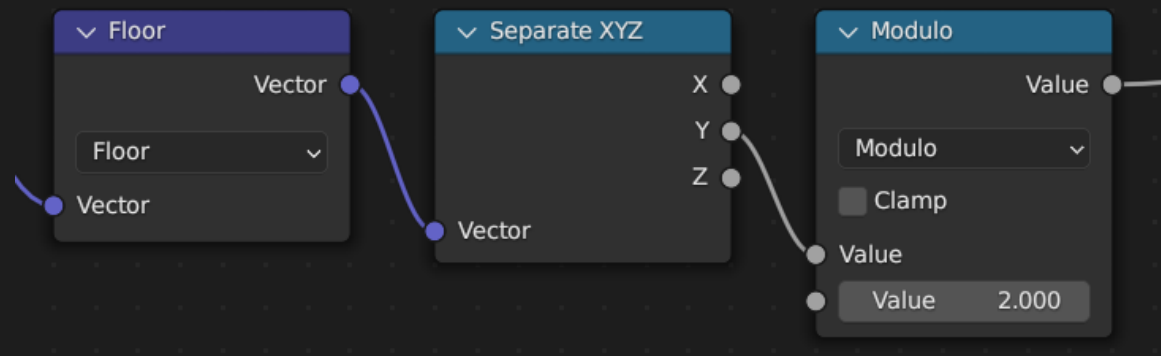 Floor
Vector
Floor
Vector
Separate XYZ
X
Y
Z
Vector
Modulo
Value
Modulo
Clamp
Value
Value 2.000